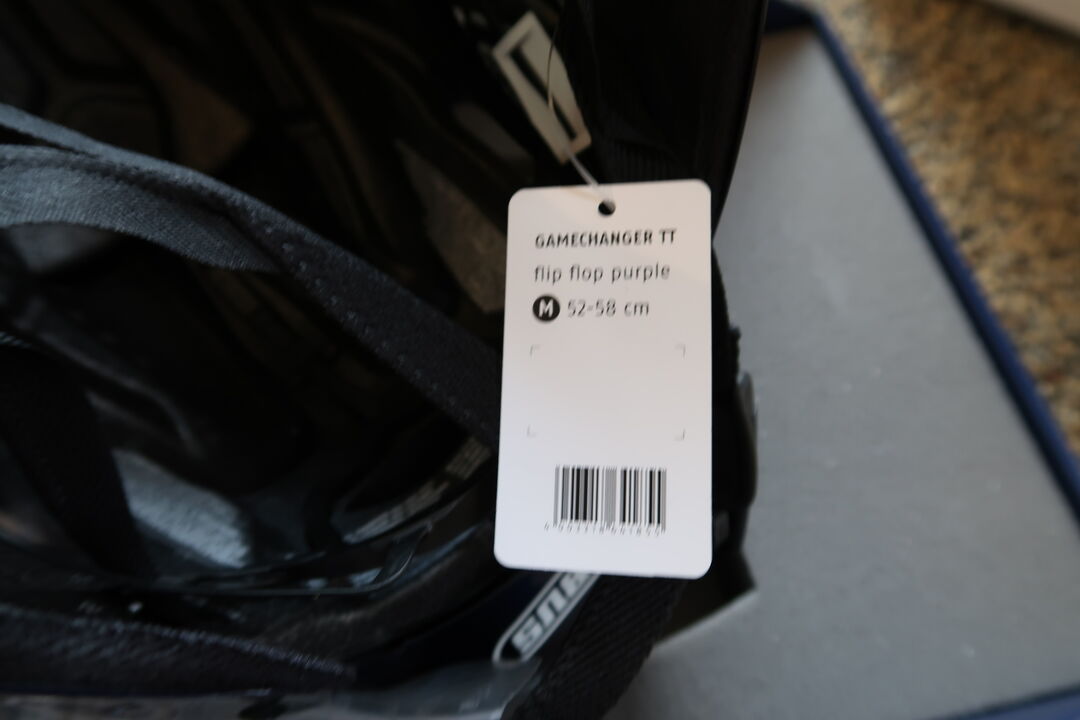 GAMECHANGER TT
flip flop purple
M 52-58 cm